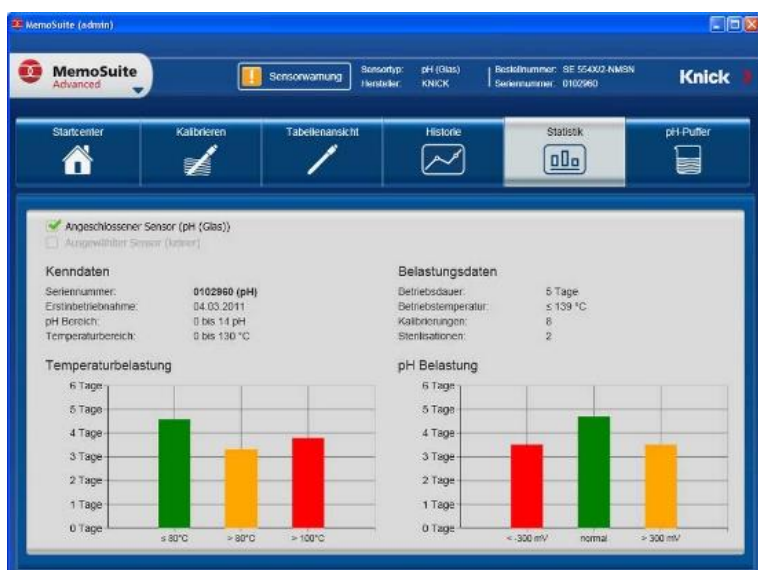 MemoSuite (admin)
MemoSuite
Advanced
Sensorwarnung
Sensortyp: pH (Glas)
Hersteller: KNICK
Bestellnummer: SE 554X/2-NMSN
Seriennummer: 0102960
Knick
Startcenter
Kalibrieren
Tabellenansicht
Historie
Statistik
pH-Puffer
Angeschlossener Sensor (pH (Glas))
Ausgewählter Sensor (keiner)
Kenndaten
Seriennummer: 0102960 (pH)
Erstinbetriebnahme: 04.03.2011
pH Bereich: 0 bis 14 pH
Temperaturbereich: 0 bis 130 °C
Belastungsdaten
Betriebsdauer: 5 Tage
Betriebstemperatur: ≤ 139 °C
Kalibrierungen: 8
Sterilisationen: 2
Temperaturbelastung
6 Tage
5 Tage
4 Tage
3 Tage
2 Tage
1 Tage
0 Tage
≤ 80°C
> 80°C
> 100°C
pH Belastung
6 Tage
5 Tage
4 Tage
3 Tage
2 Tage
1 Tage
0 Tage
< -300 mV
normal
> 300 mV